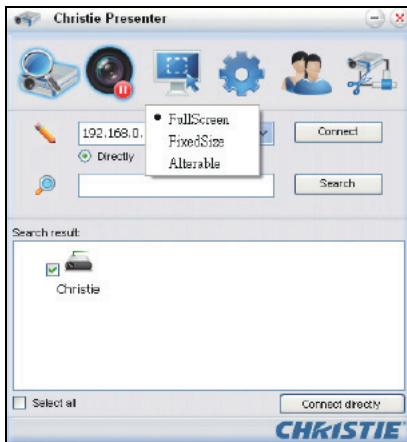 Christie Presenter
192.168.0.
Connect
FullScreen
FixedSize
Alterable
Directly
Search
Search result:
Christie
Select all
Connect directly
CHRISTIE